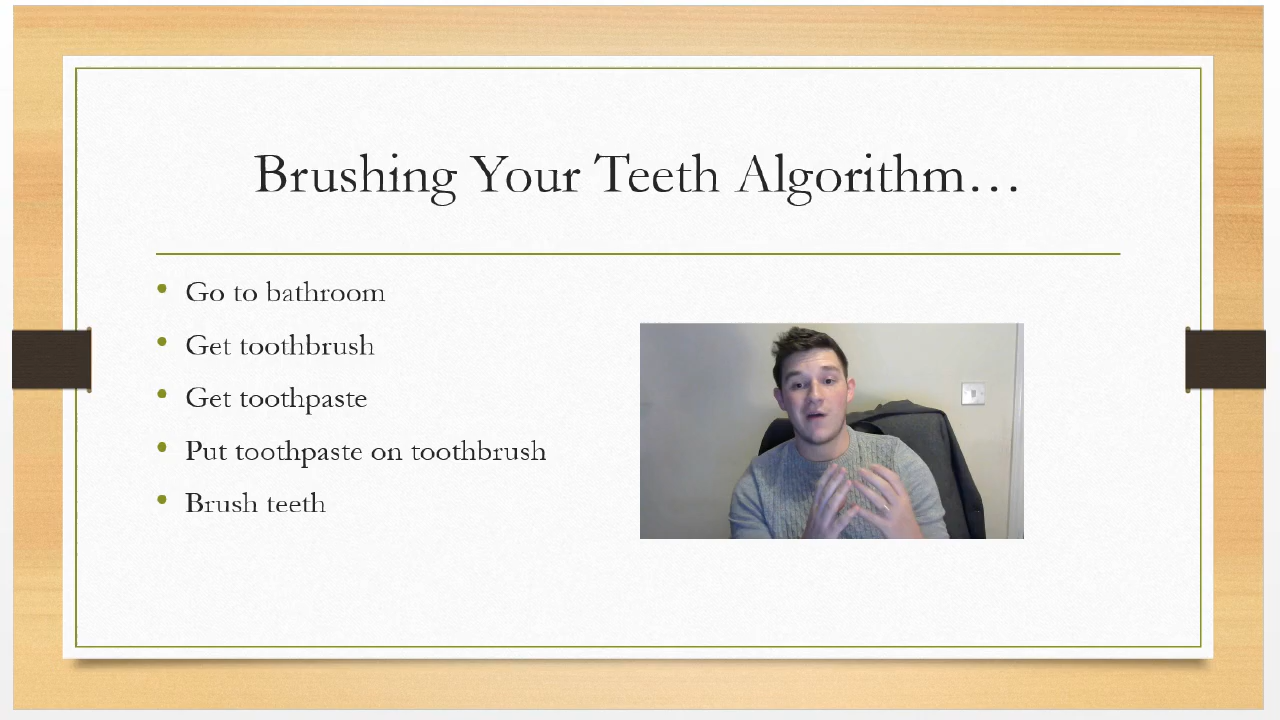 Brushing Your Teeth Algorithm…
• Go to bathroom
• Get toothbrush
• Get toothpaste
• Put toothpaste on toothbrush
• Brush teeth